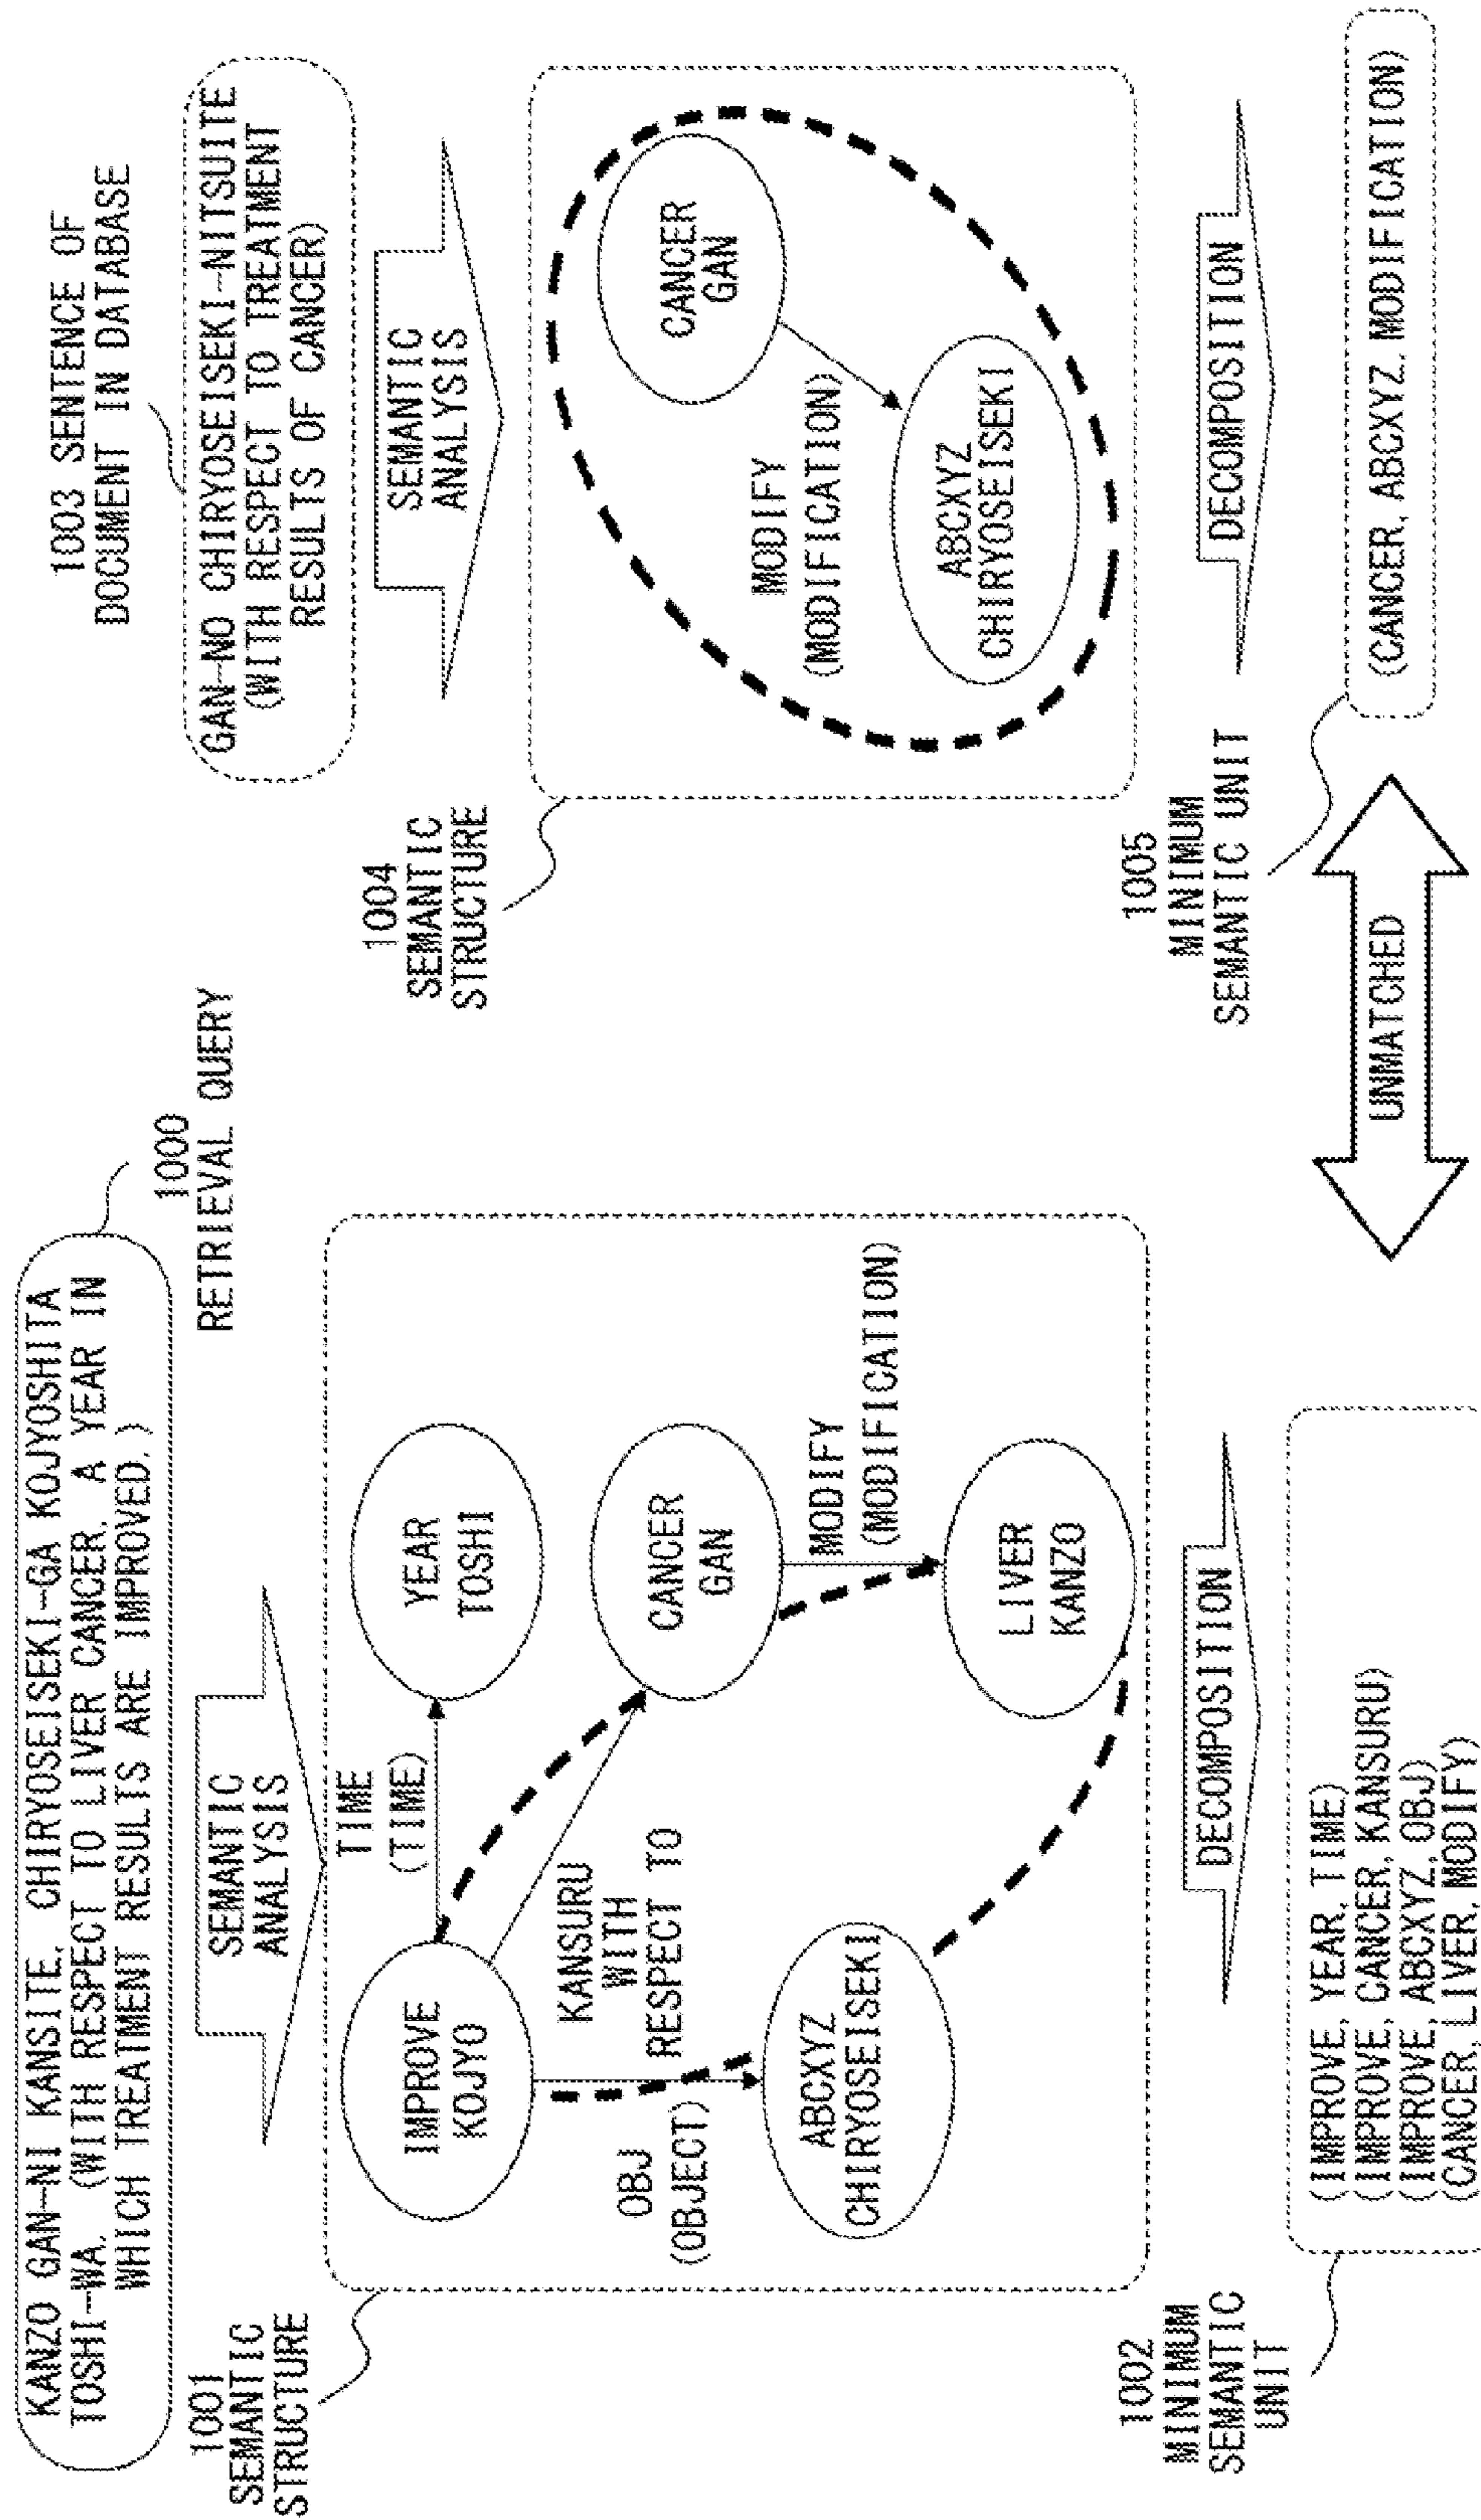 KANZO GAN-NI KANSITE, CHIRYOSEISEKI-GA KOJYOSHITA
TOSHI-WA. (WITH RESPECT TO LIVER CANCER, A YEAR IN
WHICH TREATMENT RESULTS ARE IMPROVED.)
1000
RETRIEVAL QUERY
1001
SEMANTIC
STRUCTURE
SEMANTIC
ANALYSIS
IMPROVE
KOJYO
TIME
(TIME)
YEAR
TOSHI
KANSURU
WITH
RESPECT TO
CANCER
GAN
OBJ
(OBJECT)
MODIFY
(MODIFICATION)
ABCXYZ
CHIRYOSEISEKI
LIVER
KANZO
DECOMPOSITION
1002
MINIMUM
SEMANTIC
UNIT
(IMPROVE, YEAR, TIME)
(IMPROVE, CANCER, KANSURU)
(IMPROVE, ABCXYZ, OBJ)
(CANCER, LIVER, MODIFY)
UNMATCHED
1003 SENTENCE OF
DOCUMENT IN DATABASE
GAN-NO CHIRYOSEISEKI-NITSUITE
(WITH RESPECT TO TREATMENT
RESULTS OF CANCER)
SEMANTIC
ANALYSIS
1004
SEMANTIC
STRUCTURE
CANCER
GAN
MODIFY
(MODIFICATION)
ABCXYZ
CHIRYOSEISEKI
DECOMPOSITION
1005
MINIMUM
SEMANTIC UNIT
(CANCER, ABCXYZ, MODIFICATION)